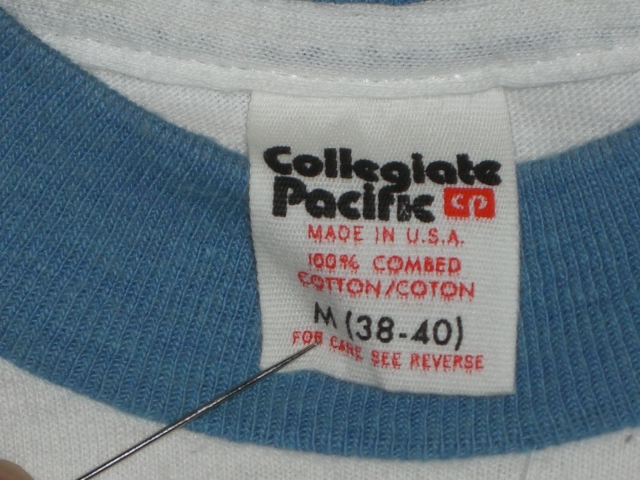 Collegiate
Pacific cp
MADE IN U.S.A.
100% COMBED
COTTON/COTON
M (38-40)
FOR CARE SEE REVERSE